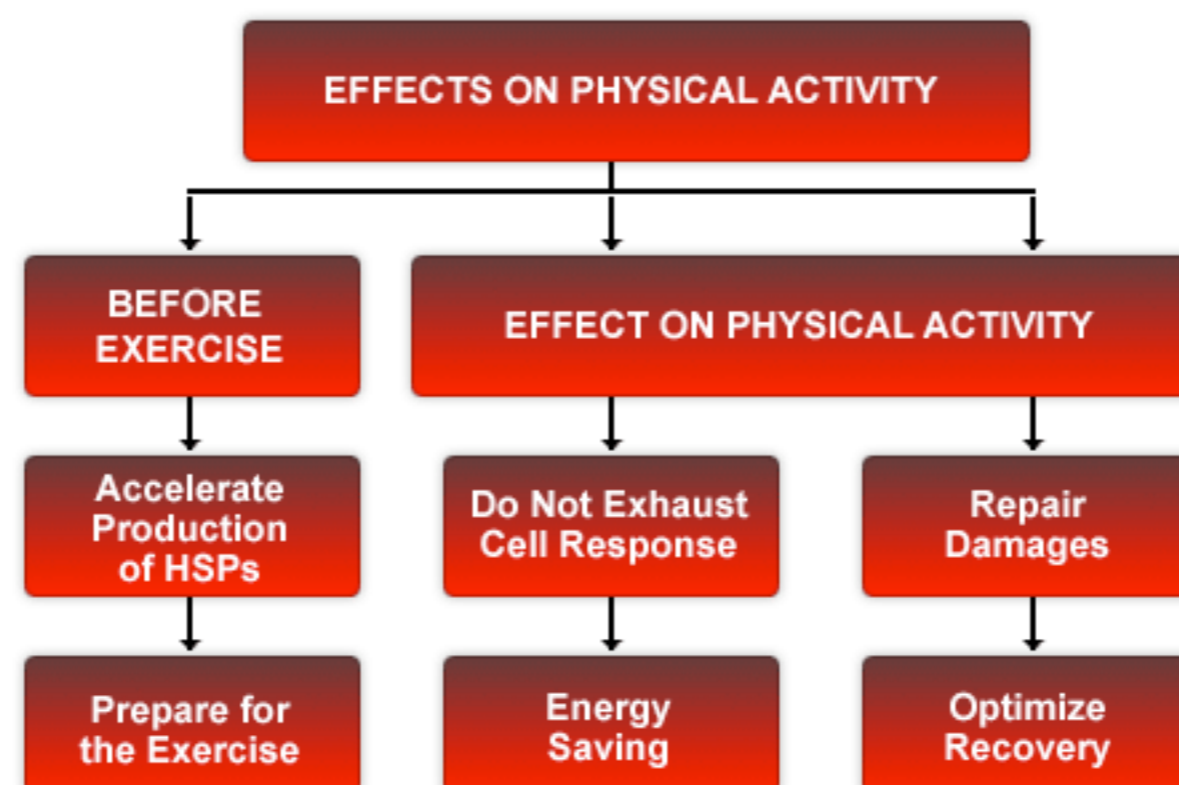 EFFECTS ON PHYSICAL ACTIVITY
BEFORE
EXERCISE
EFFECT ON PHYSICAL ACTIVITY
Accelerate
Production
of HSPs
Do Not Exhaust
Cell Response
Repair
Damages
Prepare for
the Exercise
Energy
Saving
Optimize
Recovery